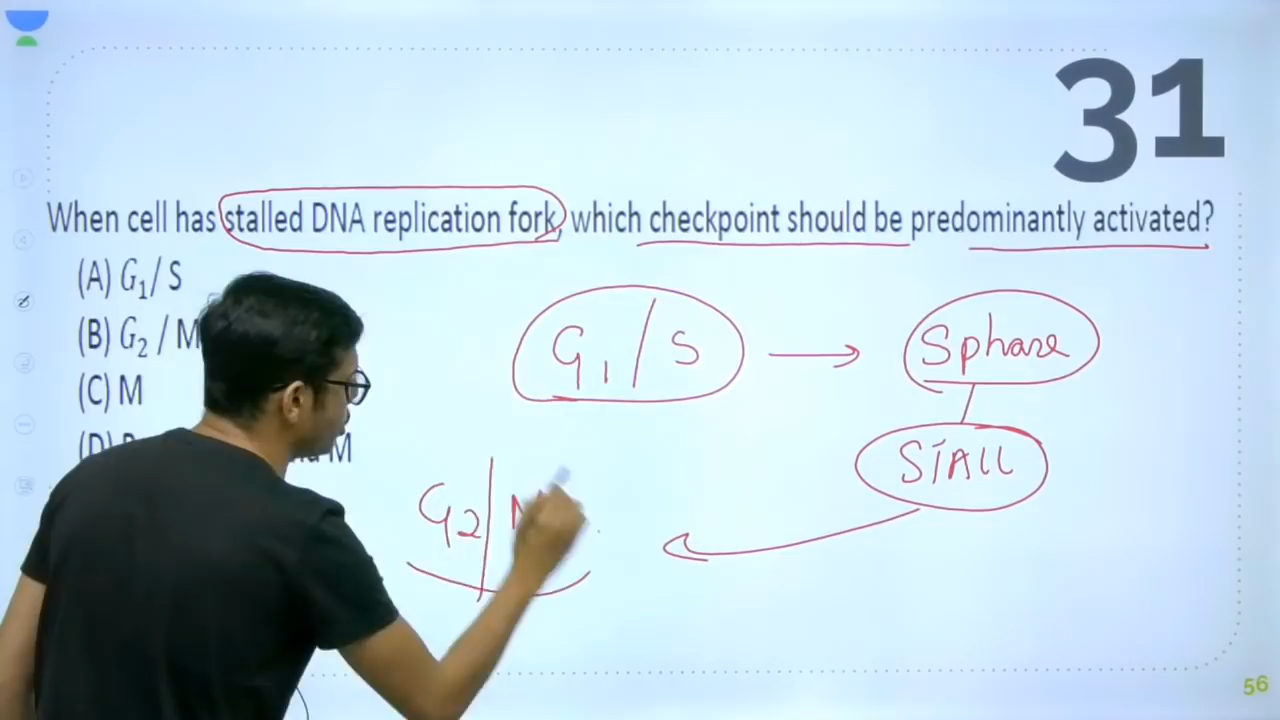 31
When cell has stalled DNA replication fork, which checkpoint should be predominantly activated?
(A) G₁/ S
(B) G₂ / M
(C) M
(D) M
G₁ / S → S phase
STALL
G₂ |
56